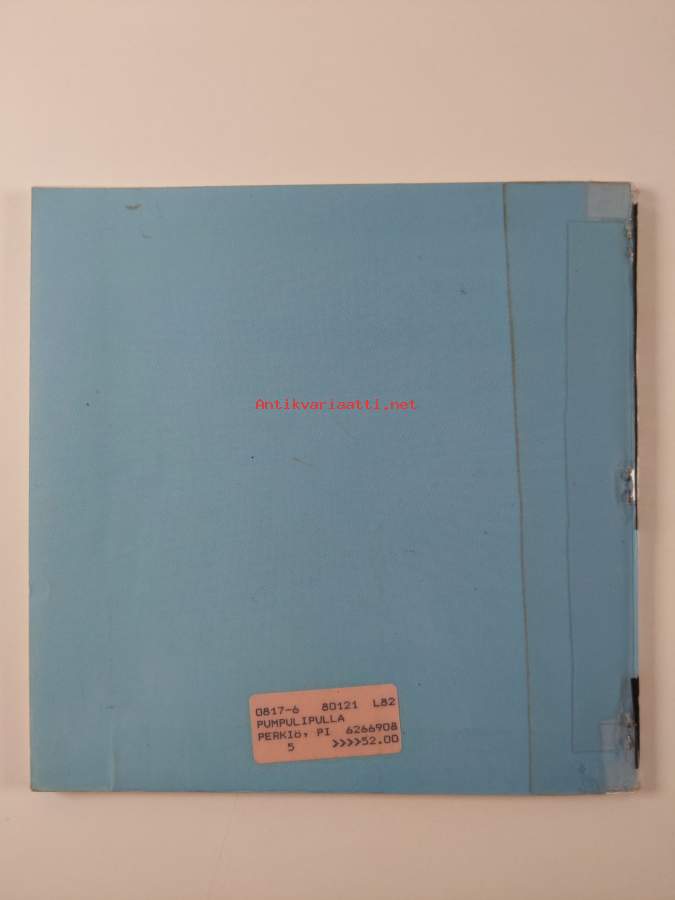 Antikvariaatti.net
0817-6 80121 L82
PUMPULIPULLA
PERKIö, PI 6266908
5 >>>>52.00